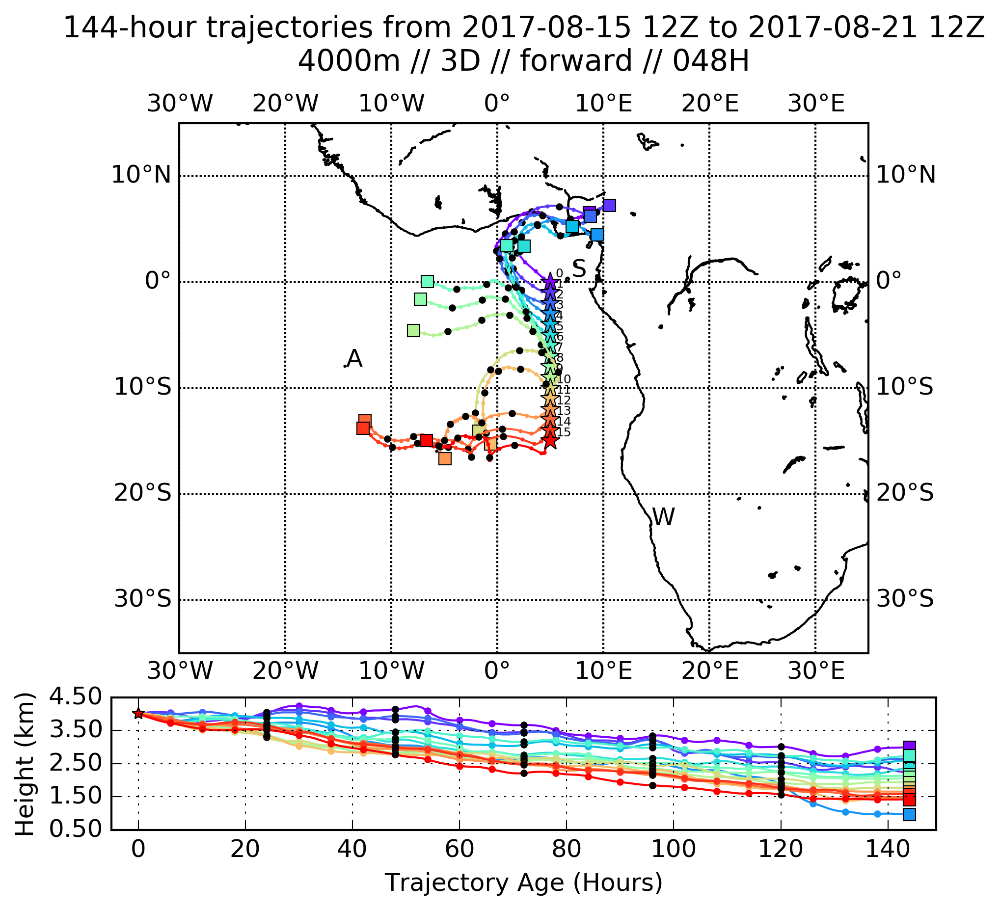 144-hour trajectories from 2017-08-15 12Z to 2017-08-21 12Z
4000m // 3D // forward // 048H
30°W 20°W 10°W 0° 10°E 20°E 30°E
10°N 10°N
S
0
0° 0°
1
2
3
4
5
6
7
A
8
9
10
10°S 10°S
11
12
13
14
15
20°S 20°S
W
30°S 30°S
30°W 20°W 10°W 0° 10°E 20°E 30°E
Height (km)
4.50
3.50
2.50
1.50
0.50
0 20 40 60 80 100 120 140
Trajectory Age (Hours)